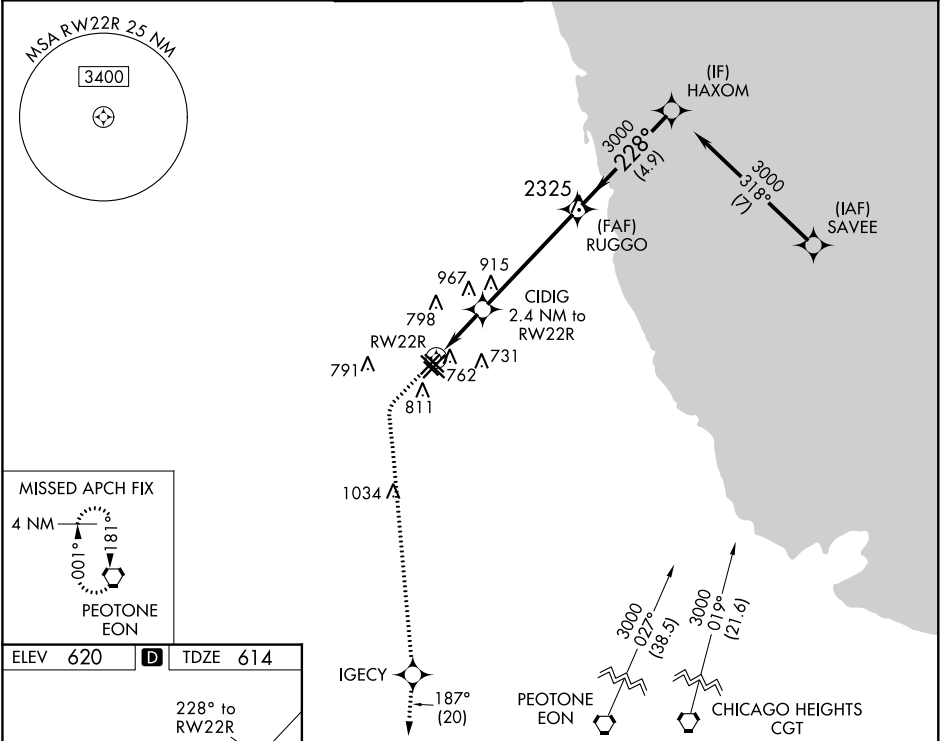 MSA RW22R 25 NM
3400
(IF)
HAXOM
3000
228°
(4.9)
3000
318°
(7)
(IAF)
SAVEE
2325
(FAF)
RUGGO
915
967
798
CIDIG
2.4 NM to
RW22R
RW22R
791
731
762
811
1034
MISSED APCH FIX
4 NM
001°
181°
PEOTONE
EON
3000
027°
(38.5)
3000
019°
(21.6)
IGECY
187°
(20)
PEOTONE
EON
CHICAGO HEIGHTS
CGT
ELEV 620 D TDZE 614
228° to
RW22R